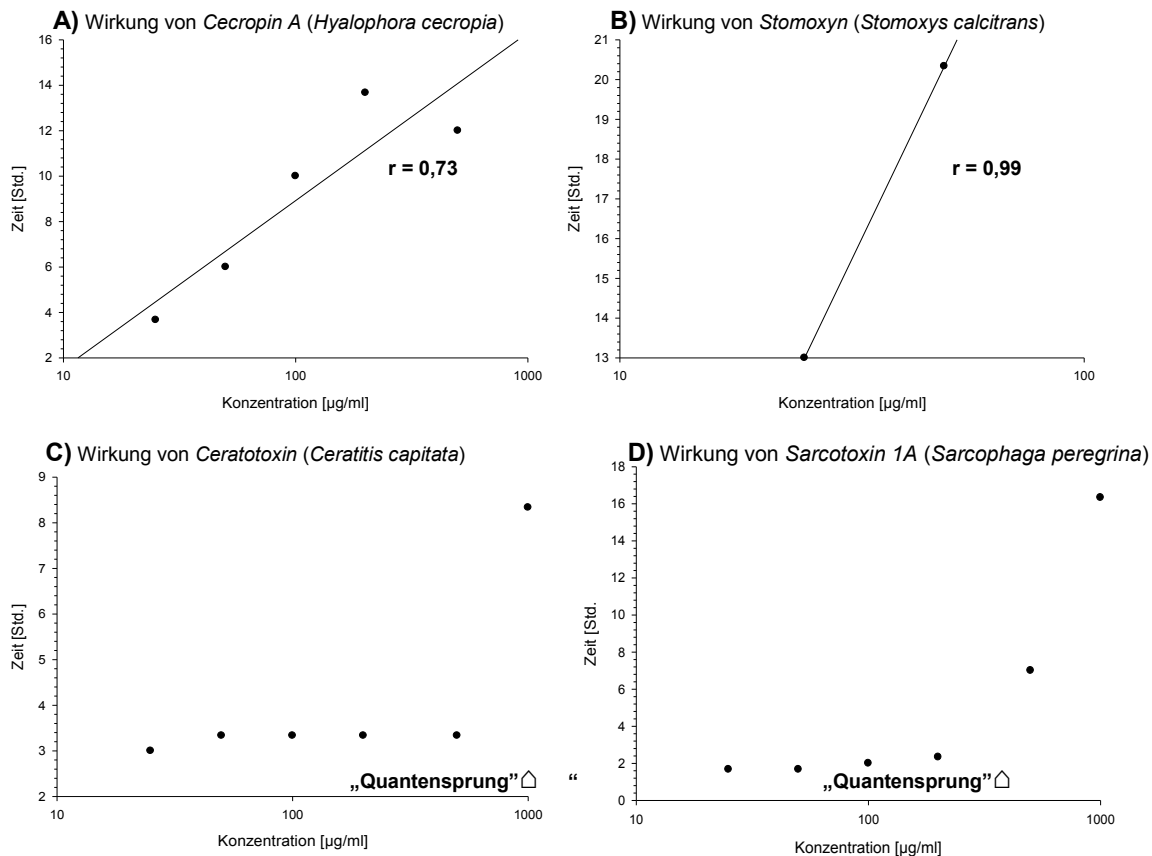 A) Wirkung von Cecropin A (Hyalophora cecropia)
16
14
12
10
8
6
4
2
Zeit [Std.]
r = 0,73
10
100
1000
Konzentration [µg/ml]
B) Wirkung von Stomoxyn (Stomoxys calcitrans)
21
20
19
18
17
16
15
14
13
Zeit [Std.]
r = 0,99
10
100
Konzentration [µg/ml]
C) Wirkung von Ceratotoxin (Ceratitis capitata)
9
8
7
6
5
4
3
2
Zeit [Std.]
„Quantensprung” “
10
100
1000
Konzentration [µg/ml]
D) Wirkung von Sarcotoxin 1A (Sarcophaga peregrina)
18
16
14
12
10
8
6
4
2
0
Zeit [Std.
„Quantensprung”
10
100
1000
Konzentration [µg/ml]